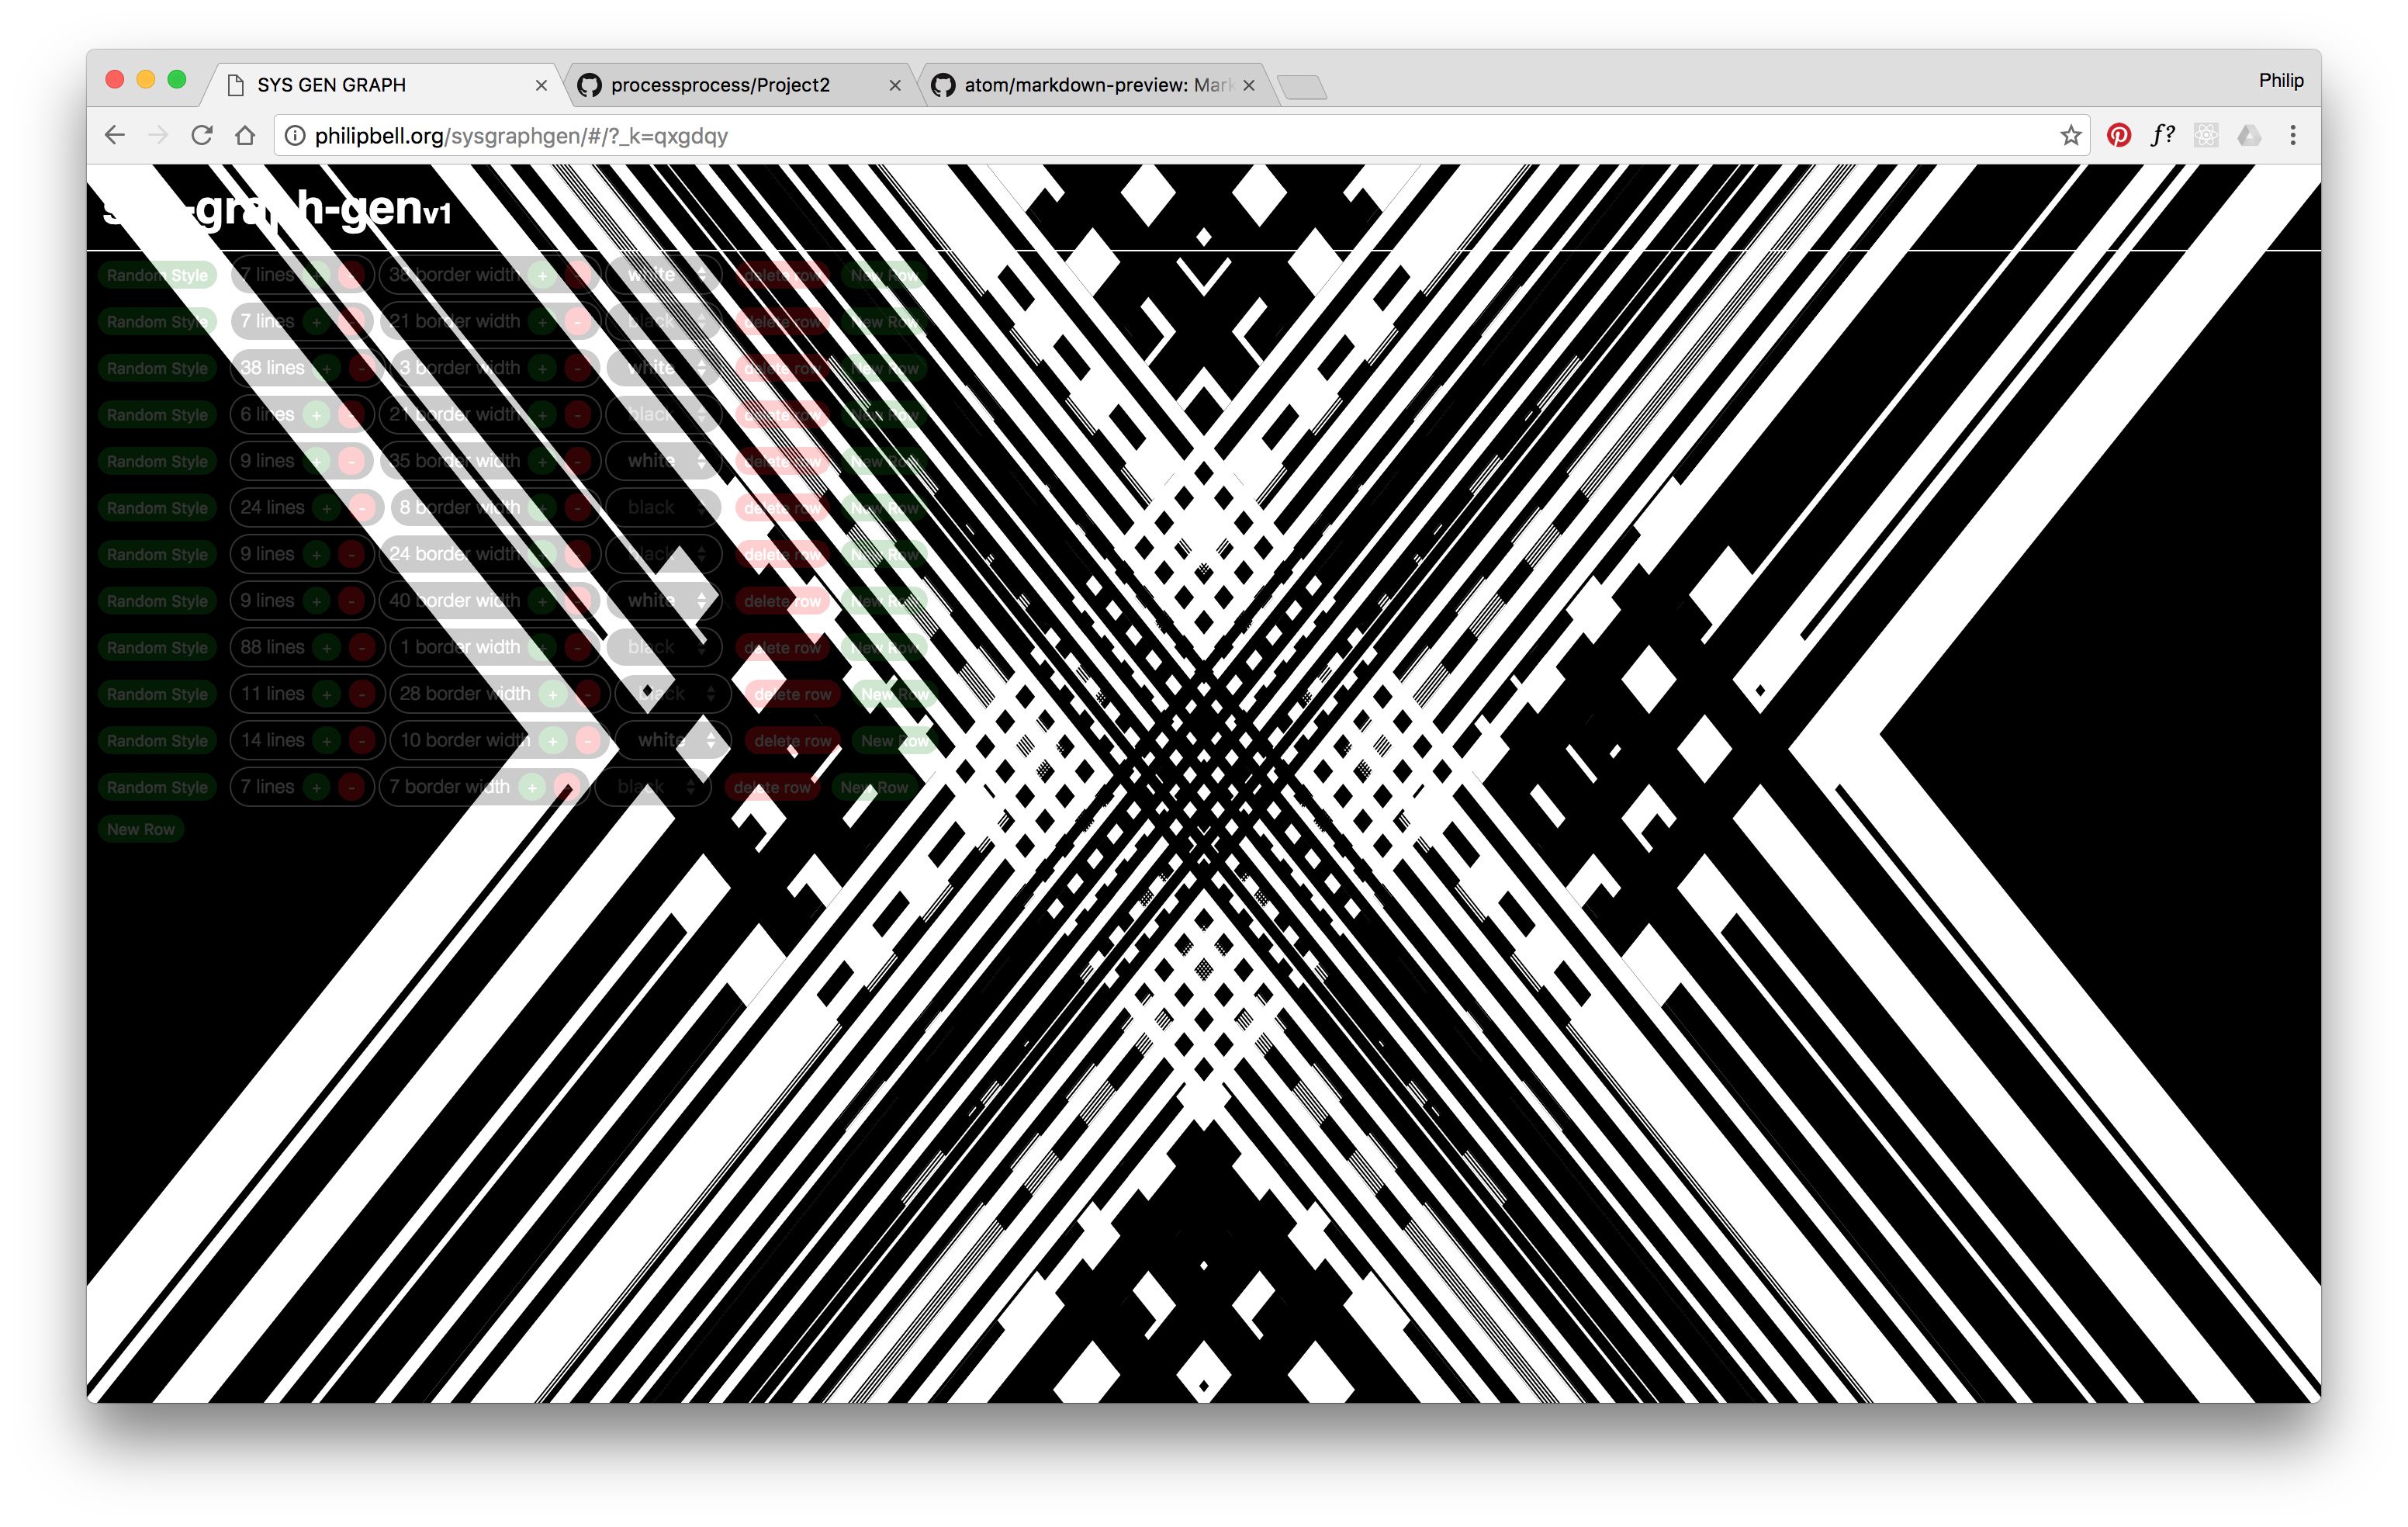 SYS GEN GRAPH
processprocess/Project2
atom/markdown-preview: Mark
Philip
philipbell.org/sysgraphgen/#/?_k=qxgdqy
-graph-genv1
Random Style 7 lines + - 38 border width + - white delete row New Row
Random Style 7 lines + - 21 border width + - black delete row New Row
Random Style 38 lines + - 3 border width + - white delete row New Row
Random Style 6 lines + - 21 border width + - black delete row New Row
Random Style 9 lines + - 35 border width + - white delete row New Row
Random Style 24 lines + - 8 border width + - black delete row New Row
Random Style 9 lines + - 24 border width + - black delete row New Row
Random Style 9 lines + - 40 border width + - white delete row New Row
Random Style 88 lines + - 1 border width + - black delete row New Row
Random Style 11 lines + - 28 border width + - black delete row New Row
Random Style 14 lines + - 10 border width + - white delete row New Row
Random Style 7 lines + - 7 border width + - black delete row New Row
New Row